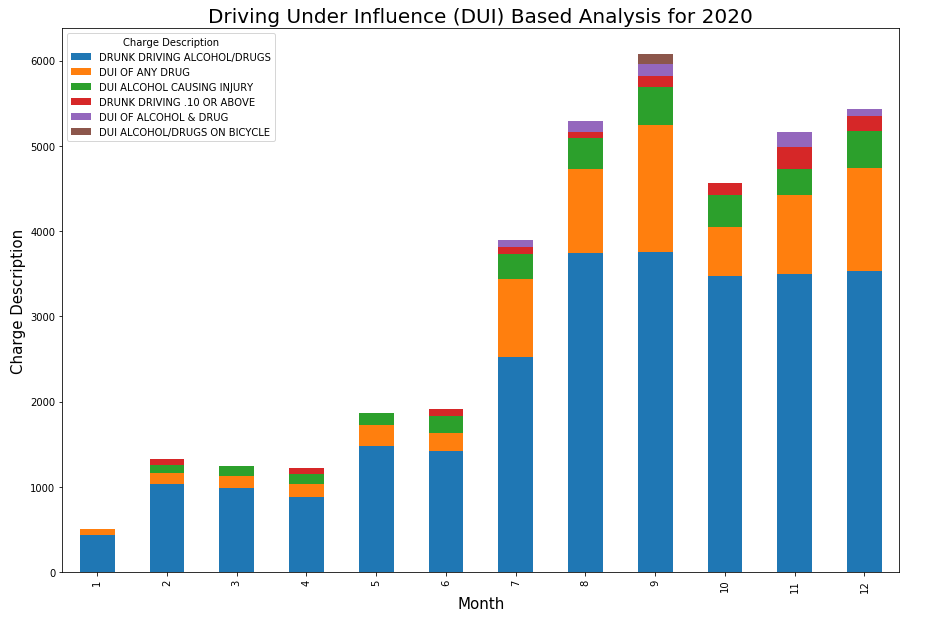 Driving Under Influence (DUI) Based Analysis for 2020
Charge Description
DRUNK DRIVING ALCOHOL/DRUGS
DUI OF ANY DRUG
DUI ALCOHOL CAUSING INJURY
DRUNK DRIVING .10 OR ABOVE
DUI OF ALCOHOL & DRUG
DUI ALCOHOL/DRUGS ON BICYCLE
Charge Description
6000
5000
4000
3000
2000
1000
0
1 2 3 4 5 6 7 8 9 10 11 12
Month